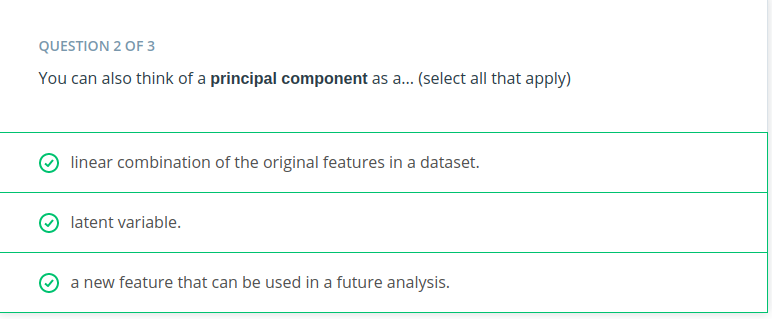 QUESTION 2 OF 3
You can also think of a principal component as a... (select all that apply)
linear combination of the original features in a dataset.
latent variable.
a new feature that can be used in a future analysis.